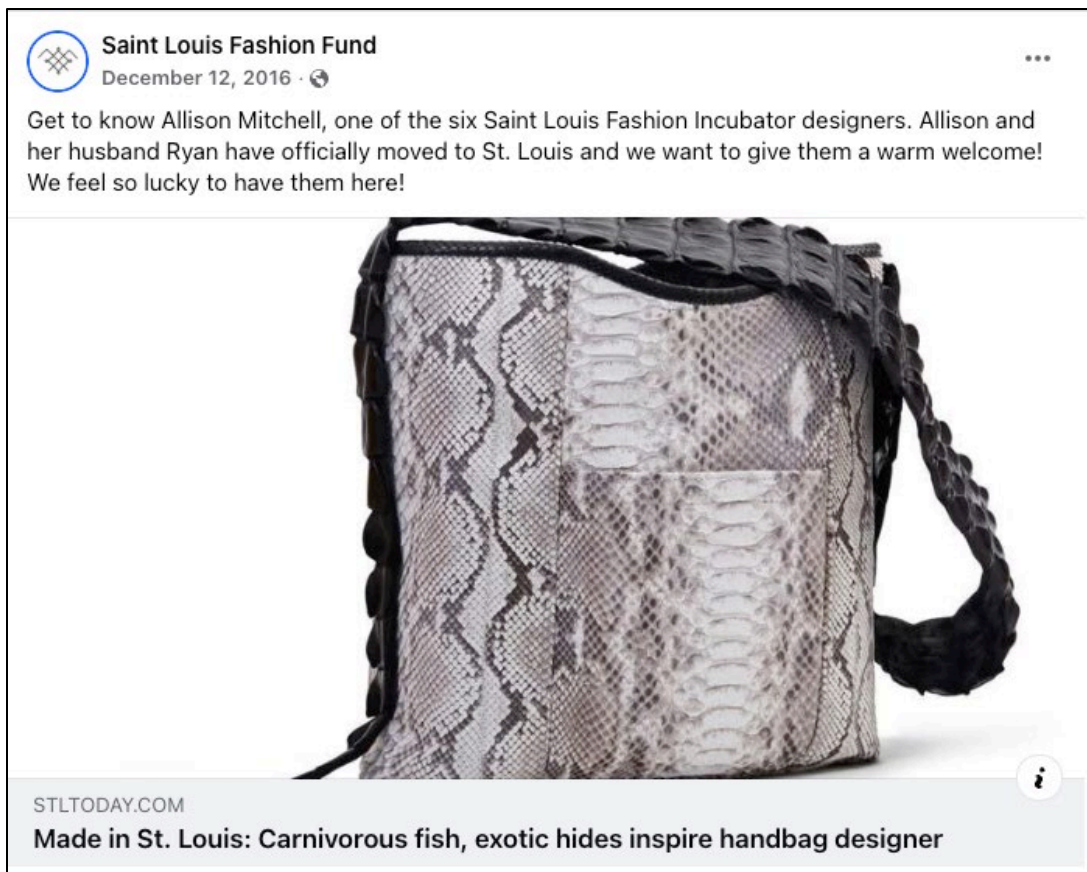 Saint Louis Fashion Fund
December 12, 2016 ·
Get to know Allison Mitchell, one of the six Saint Louis Fashion Incubator designers. Allison and
her husband Ryan have officially moved to St. Louis and we want to give them a warm welcome!
We feel so lucky to have them here!
STLTODAY.COM
Made in St. Louis: Carnivorous fish, exotic hides inspire handbag designer